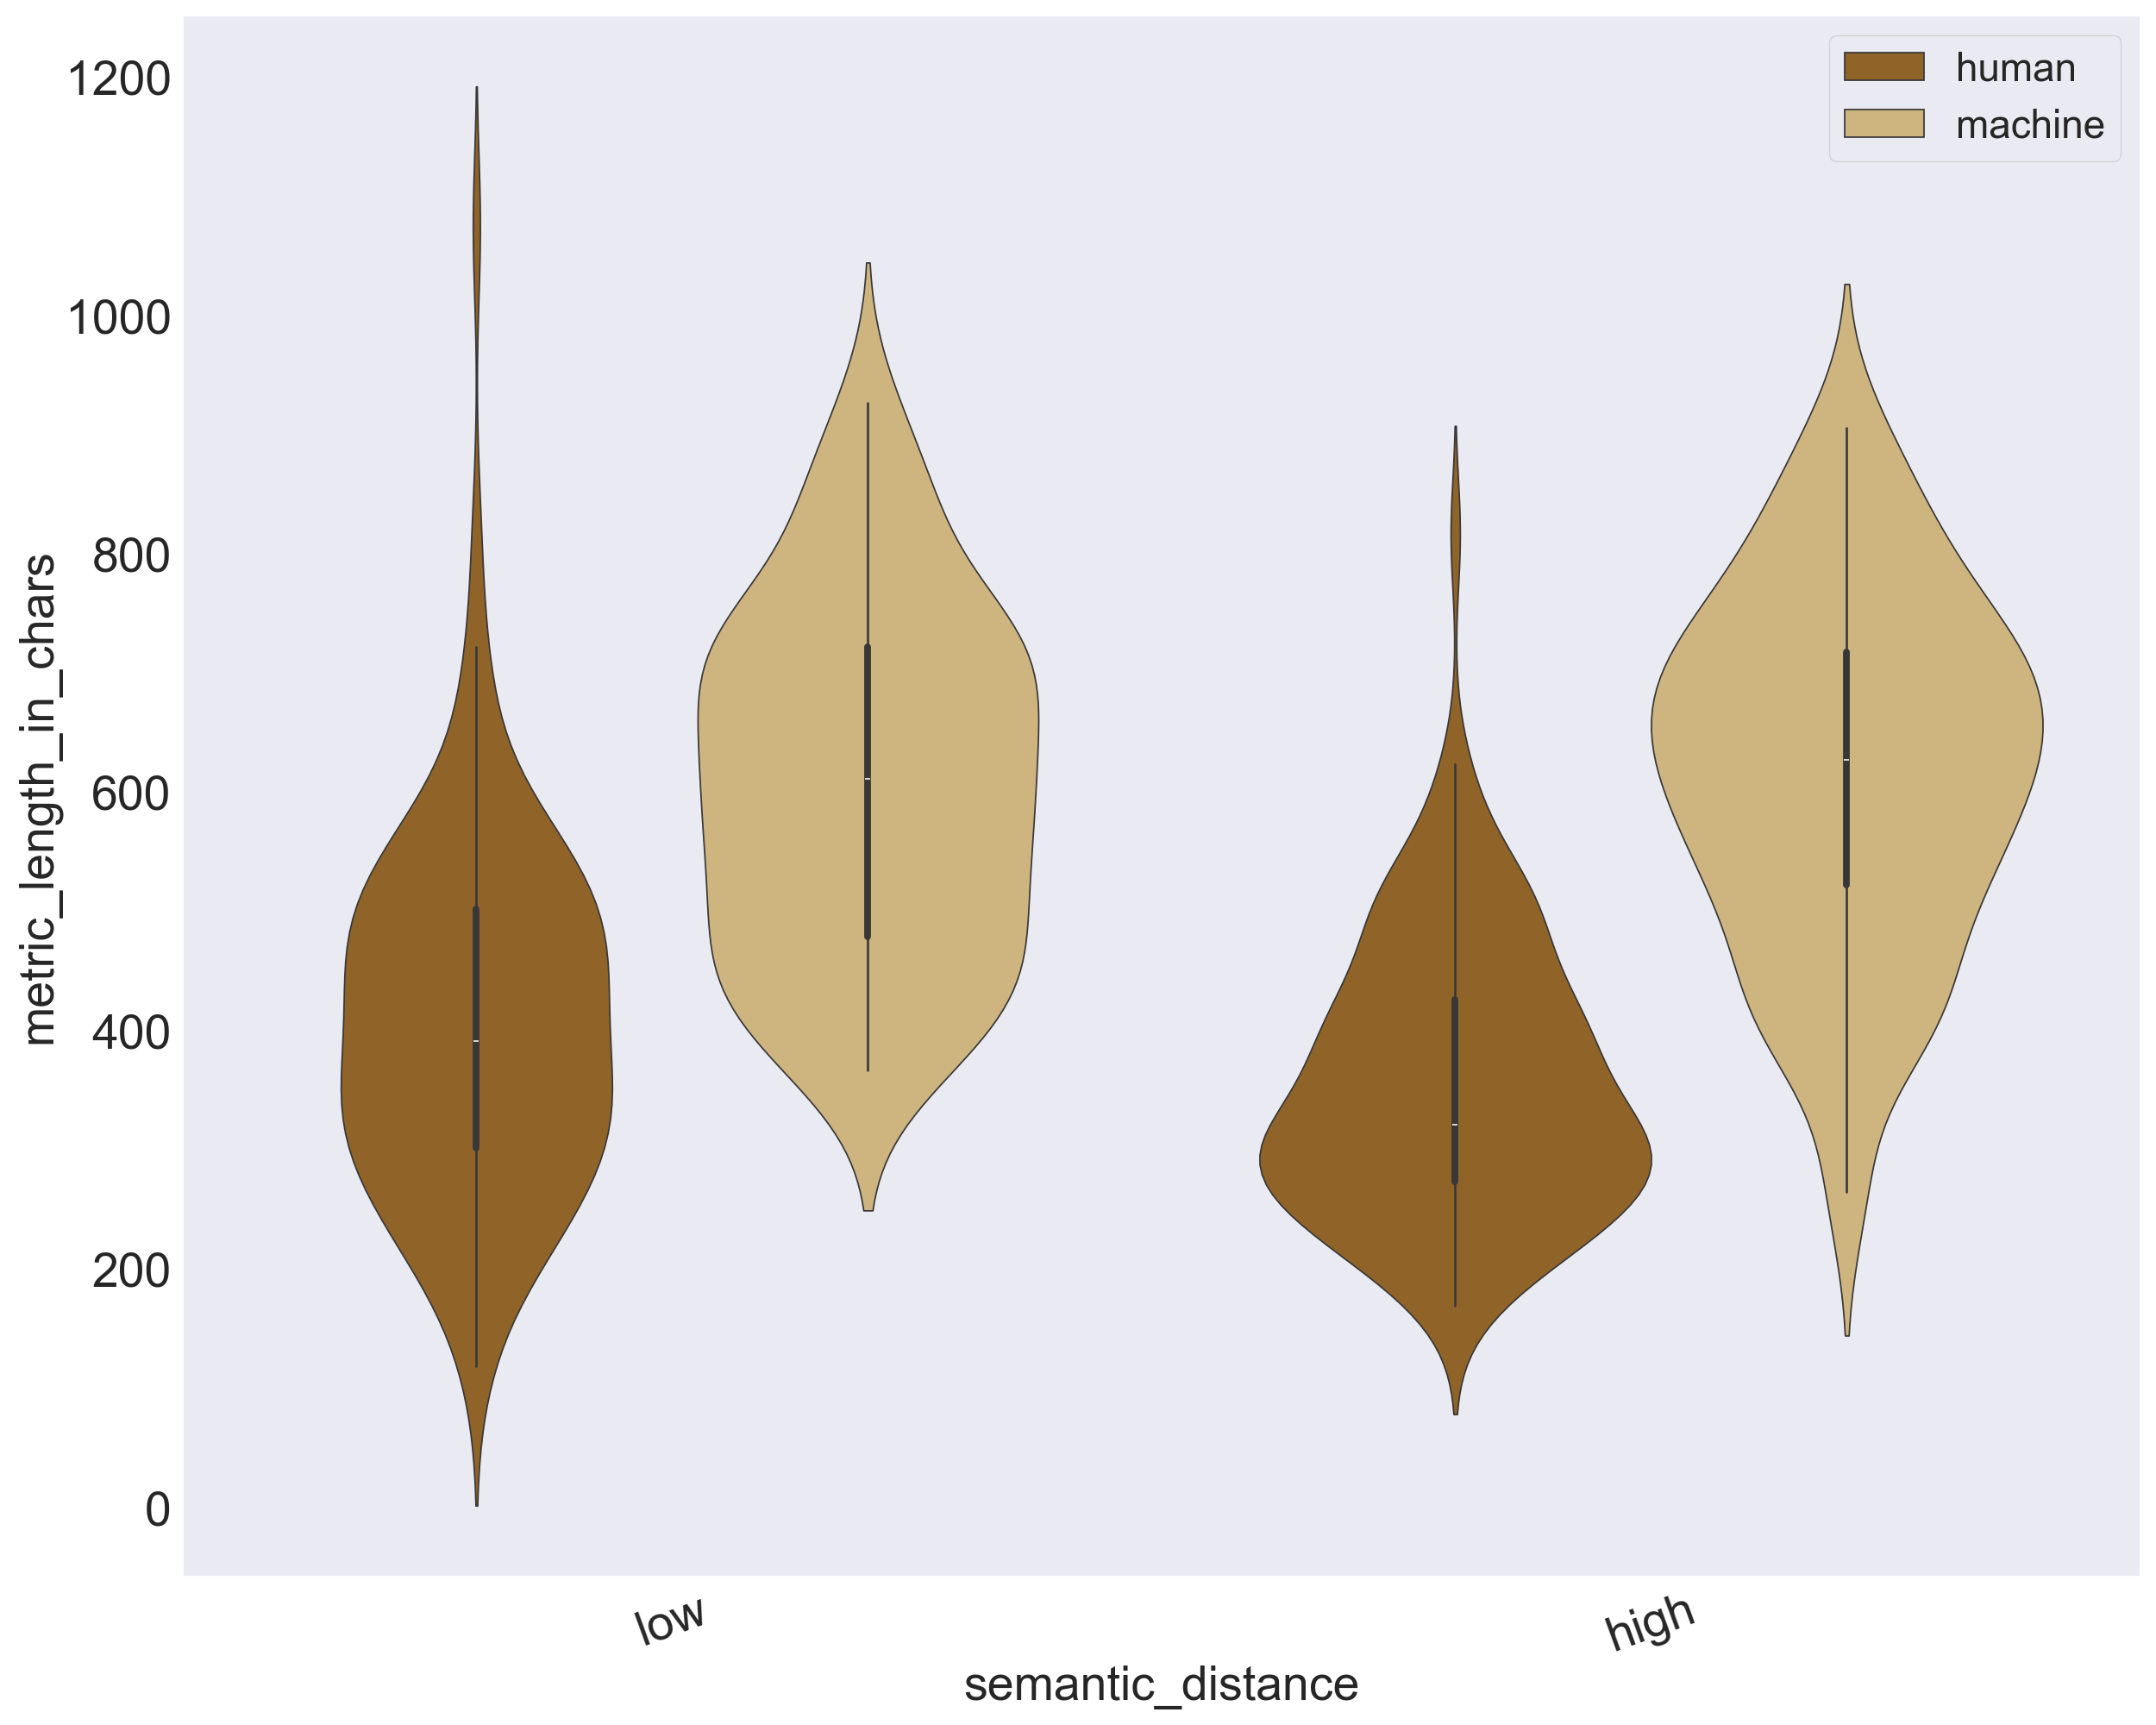 human
machine
metric_length_in_chars
1200
1000
800
600
400
200
0
low
high
semantic_distance